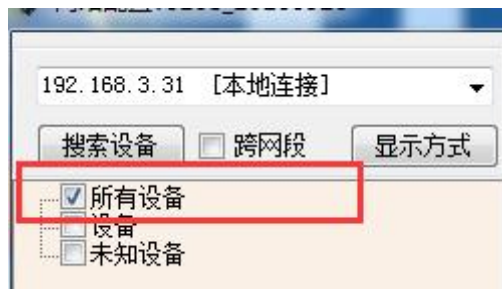 192.168.3.31 [本地连接]
搜索设备 跨网段 显示方式
所有设备
设备
未知设备